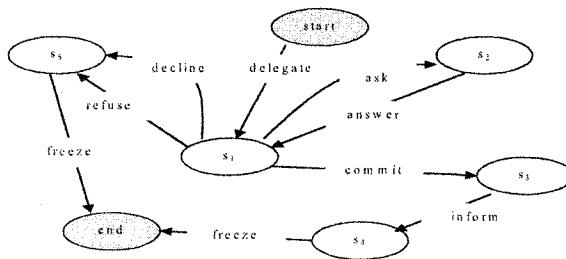 start
s5
s2
decline
delegate
ask
refuse
answer
s1
freeze
commit
s3
inform
end
freeze
s4